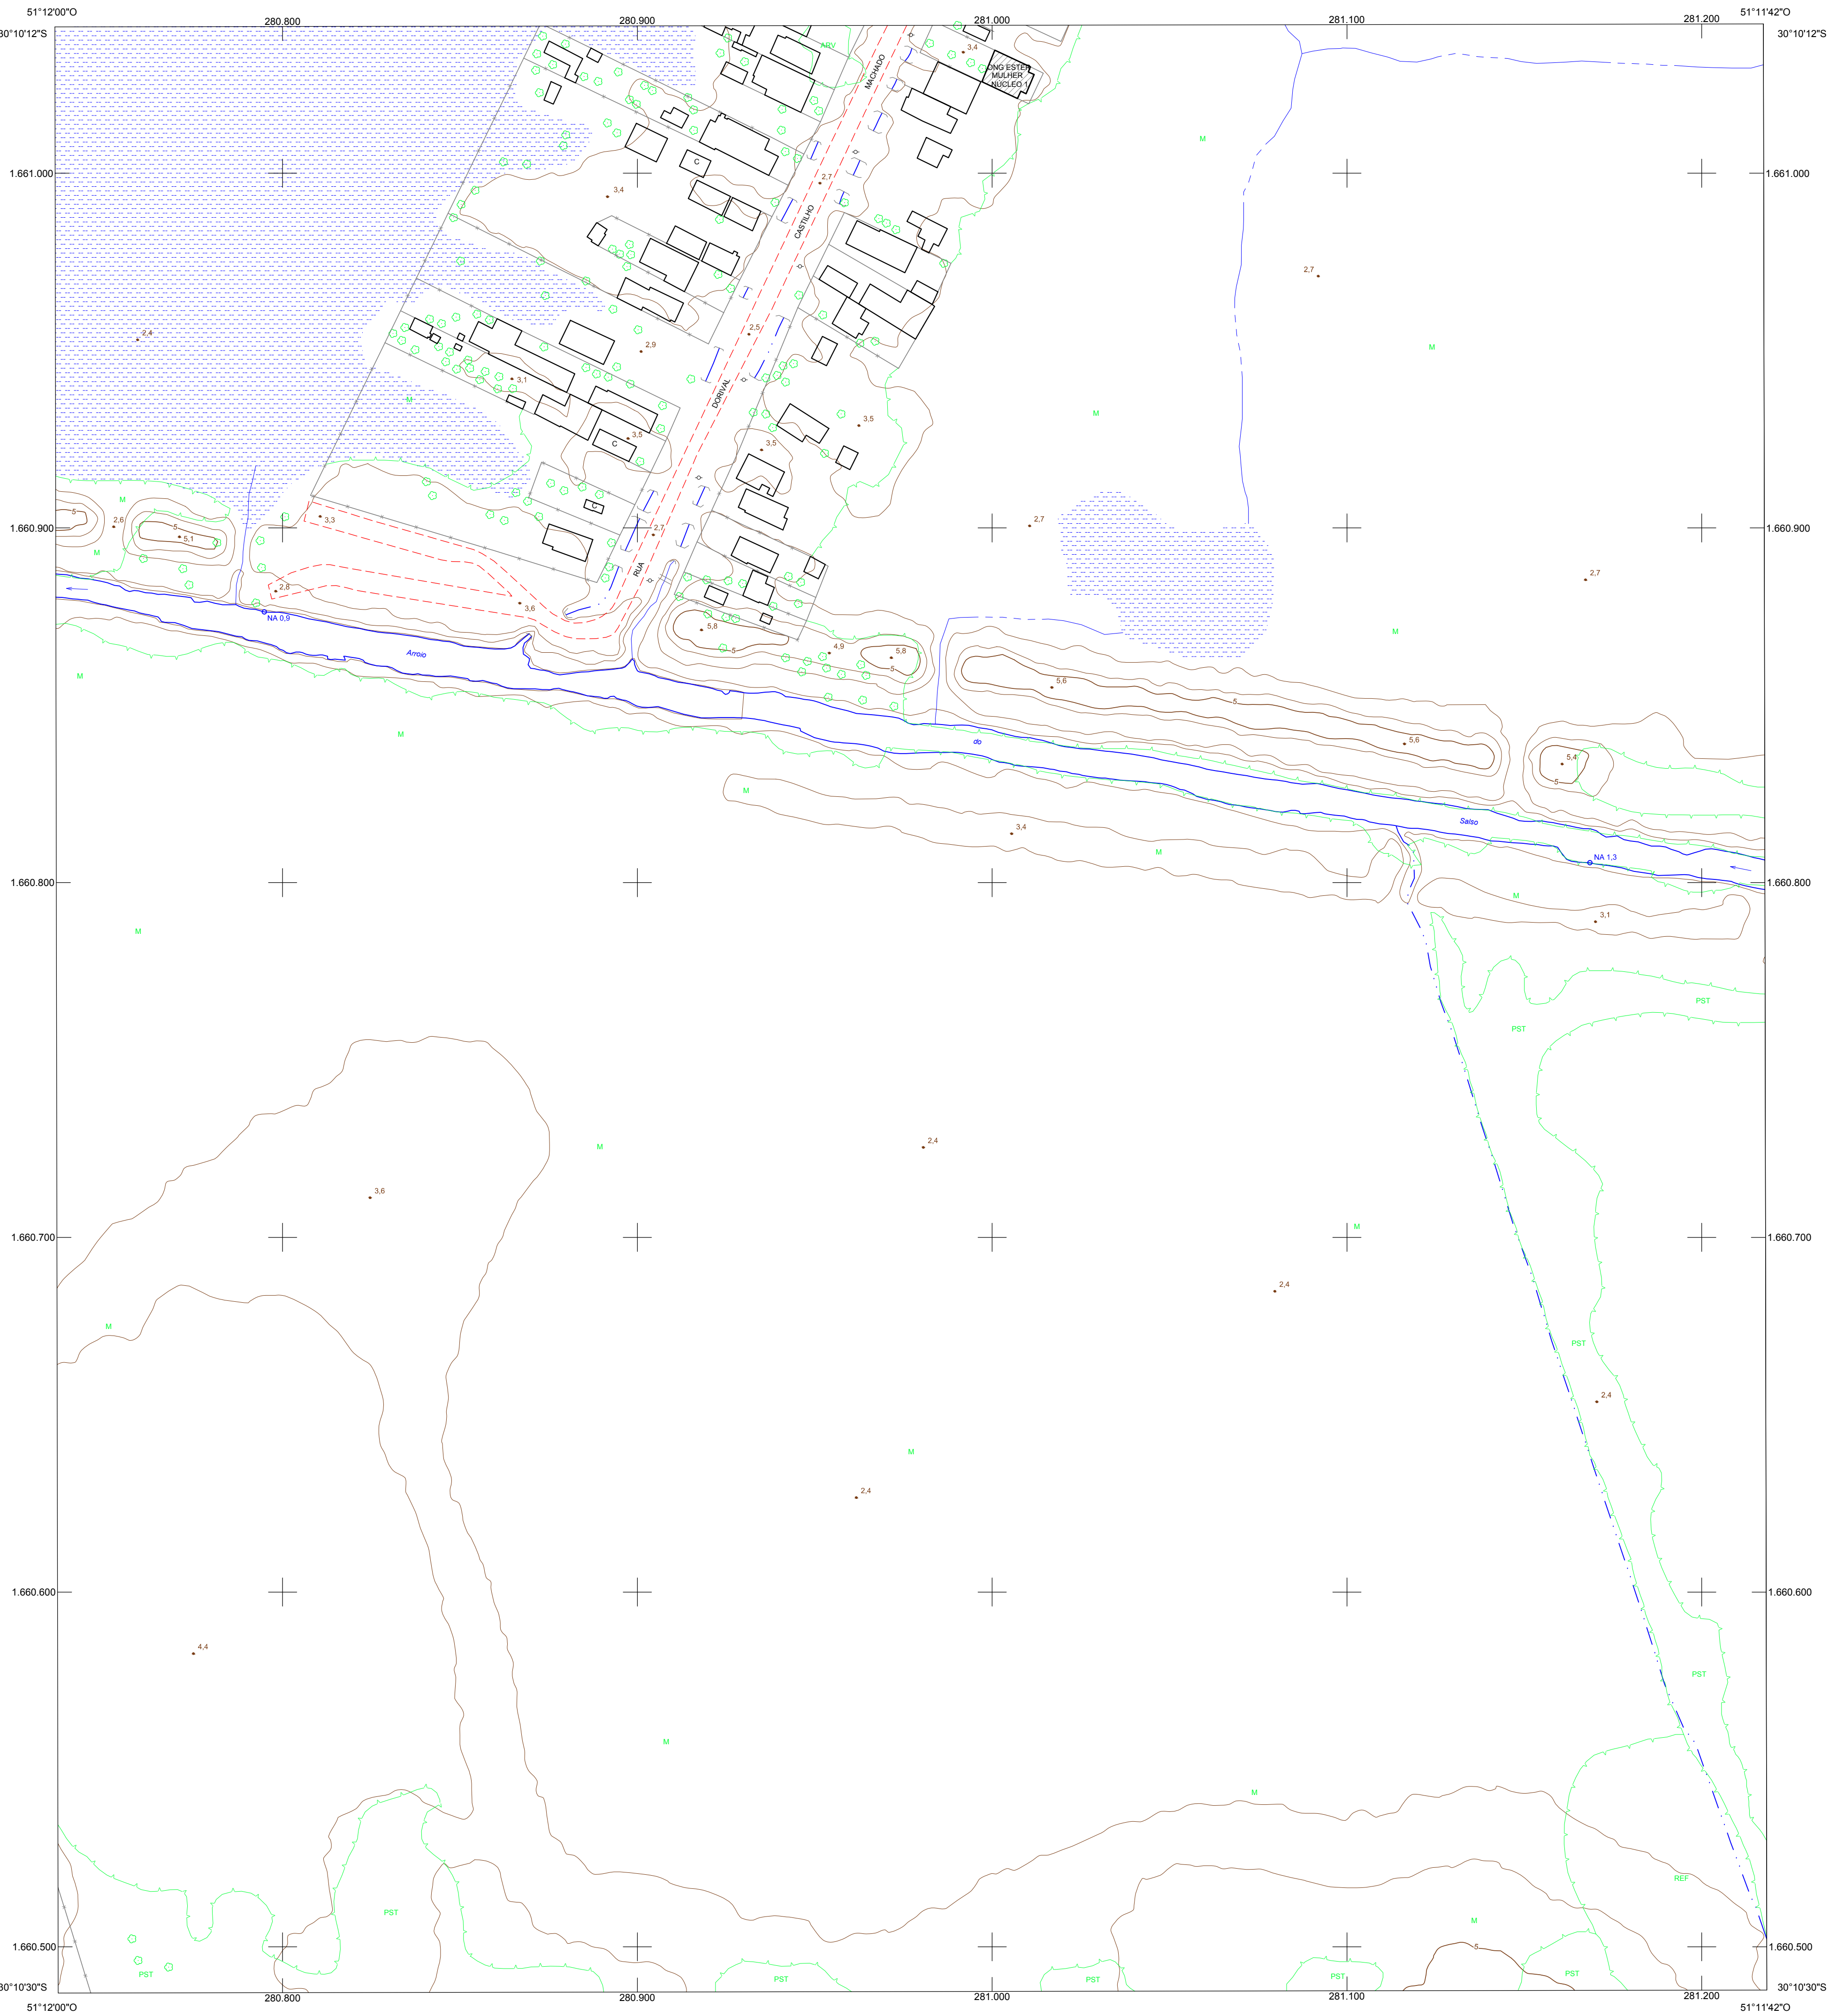 51°12'00"O
280.800
280.900
281.000
281.100
281.200
51°11'42"O
30°10'12"S
30°10'12"S
ARV
3,4
MACHADO
ONG ESTER
MULHER
NÚCLEO 1
M
C
1.661.000
1.661.000
2,7
3,4
CASTILHO
2,7
2,4
2,5
M
2,9
3,1
DORIVAL
M
M
3,5
3,5
C
3,5
M
5
2,6
5
5,1
3,3
C
2,7
2,7
1.660.900
1.660.900
M
RUA
2,7
2,8
3,6
NA 0,9
5,8
M
Arroio
4,9
5,8
5
5
M
5,6
5
M
do
5,6
5,4
5
M
Salso
3,4
M
NA 1,3
1.660.800
1.660.800
M
3,1
M
PST
PST
2,4
M
3,6
M
1.660.700
1.660.700
2,4
M
PST
2,4
M
2,4
1.660.600
1.660.600
4,4
PST
M
M
REF
PST
M
5
1.660.500
1.660.500
PST
PST
PST
PST
PST
30°10'30"S
30°10'30"S
51°12'00"O
280.800
280.900
281.000
281.100
281.200
51°11'42"O